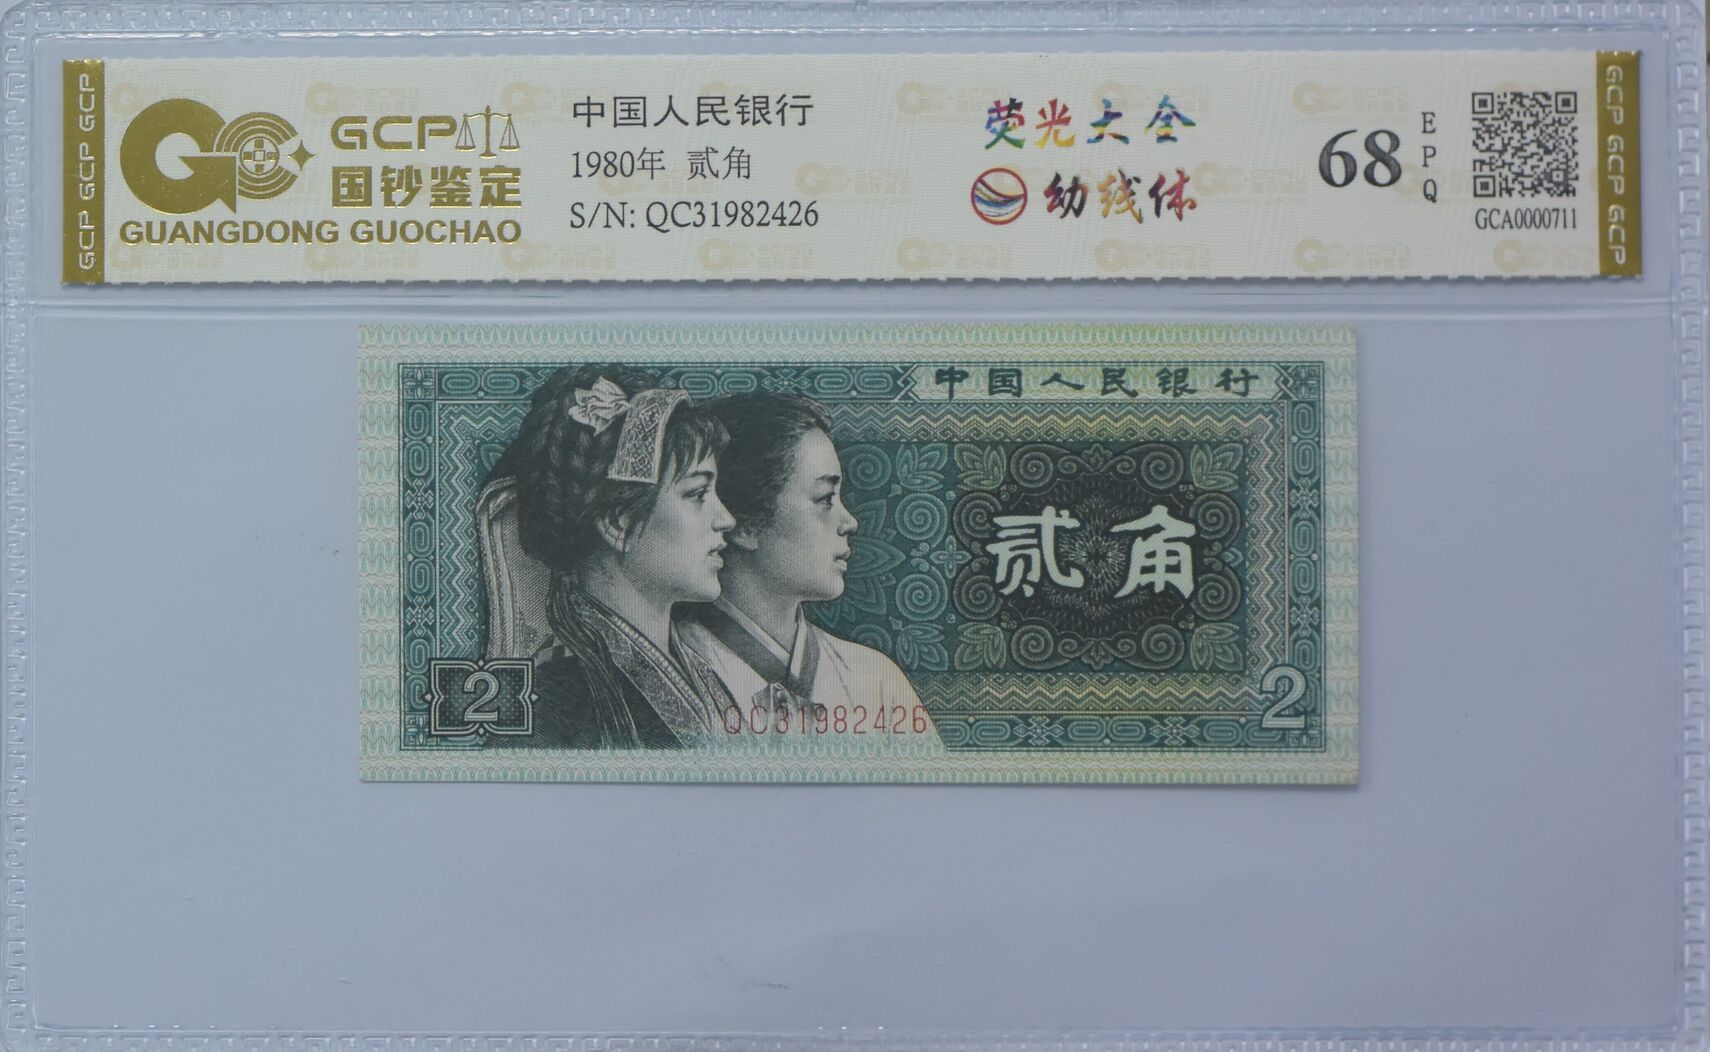 GCP GCP GCP
GCP
国钞鉴定
GUANGDONG GUOCHAO
中国人民银行
1980年 贰角
S/N: QC31982426
荧光大全
幼线体
68
EPQ
GCA0000711
GCP GCP GCP
中国人民银行
贰角
2
QC31982426
2